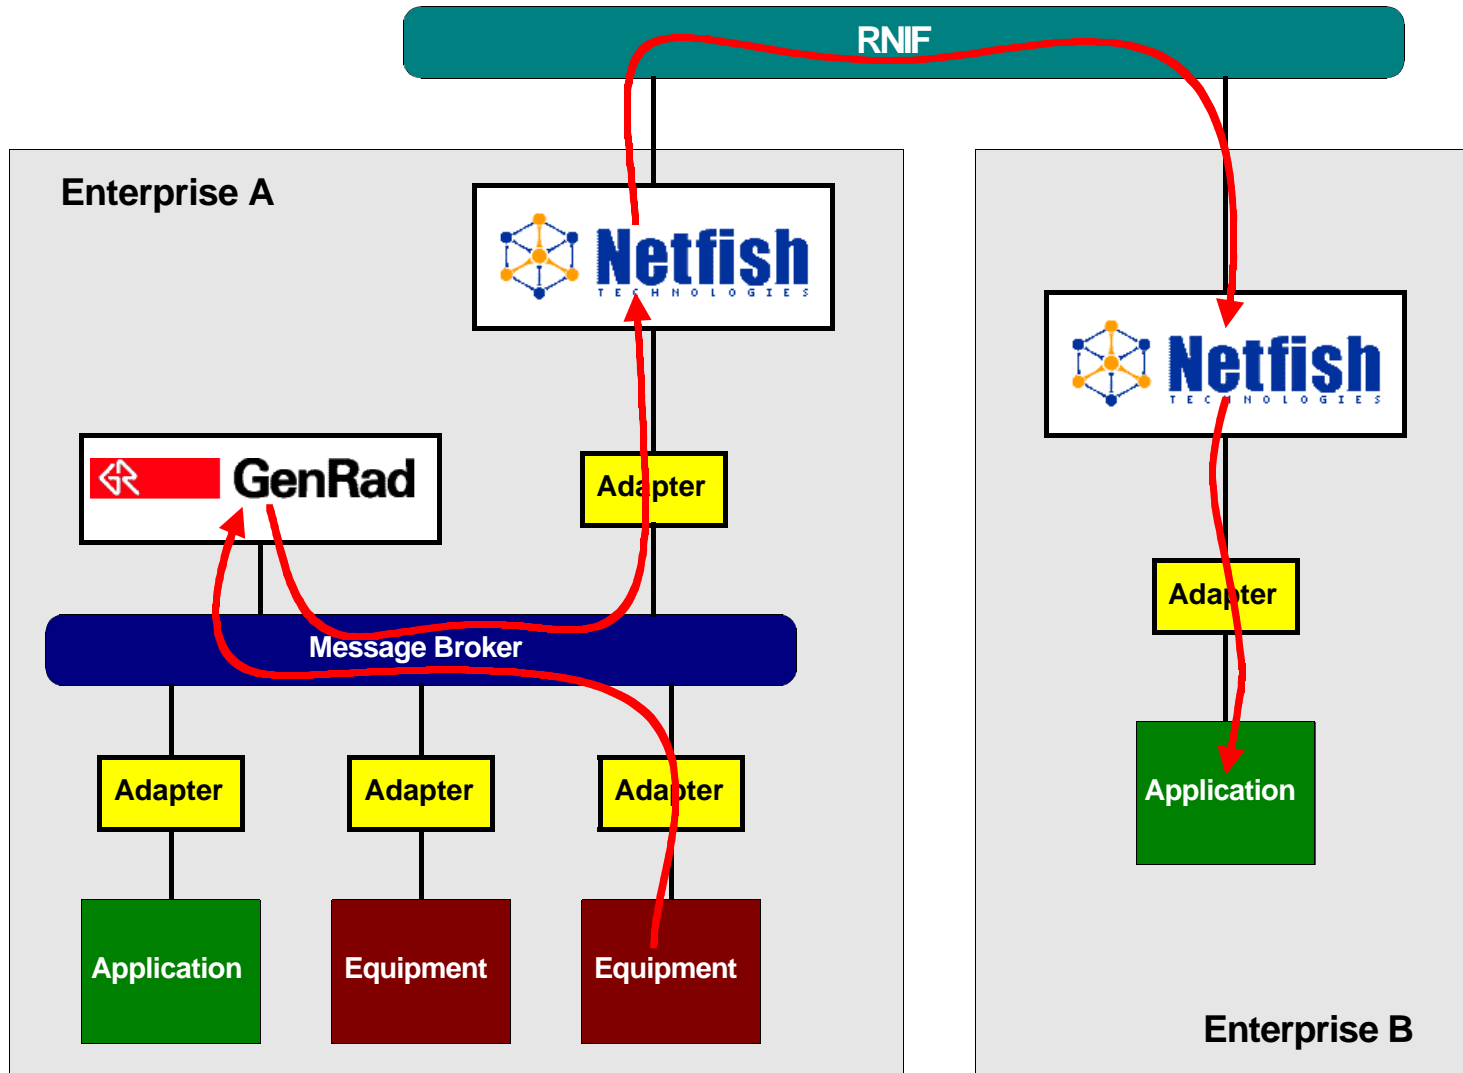 RNIF
Enterprise A
Netfish
TECHNOLOGIES
Netfish
TECHNOLOGIES
GR GenRad
Adapter
Adapter
Message Broker
Adapter
Adapter
Adapter
Application
Application
Equipment
Equipment
Enterprise B